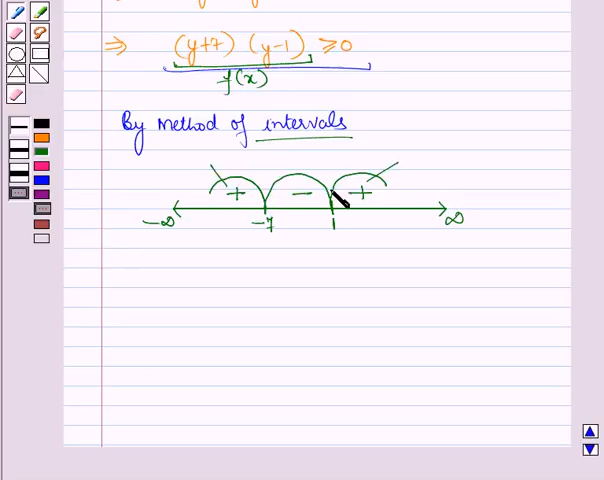 ⇒ (y+7) (y-1) ≥0
f(x)
By Method of intervals
+ - +
-∞ -7 1 ∞